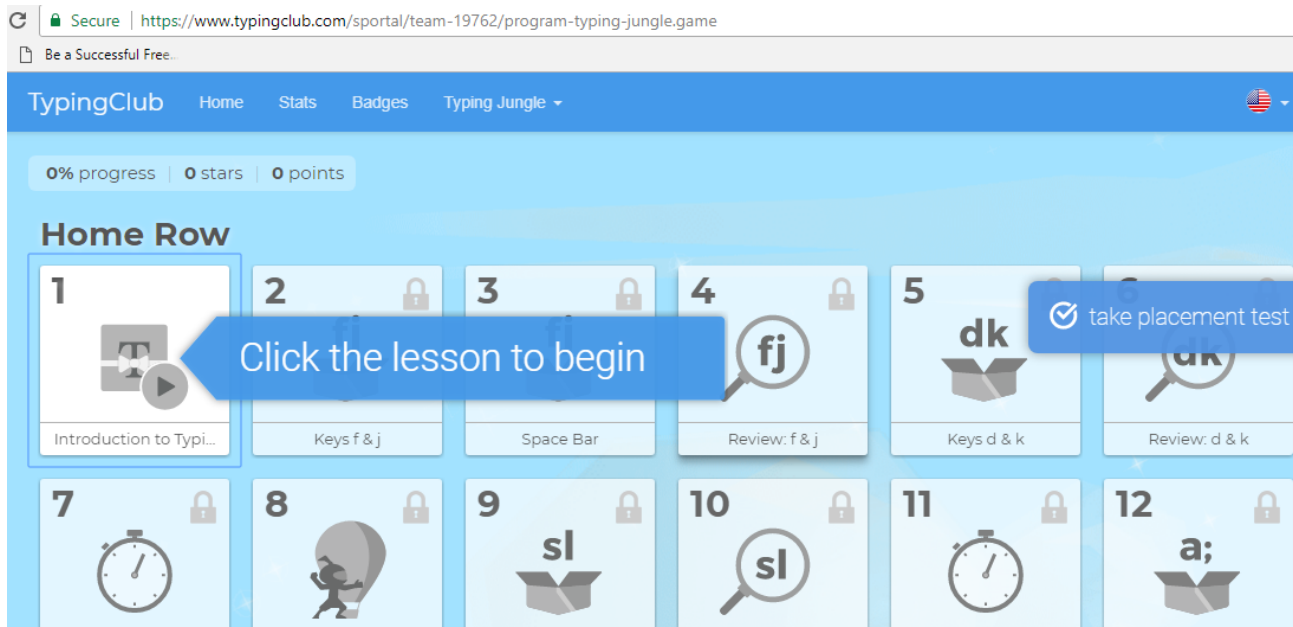 Secure | https://www.typingclub.com/sportal/team-19762/program-typing-jungle.game
Be a Successful Free...
TypingClub Home Stats Badges Typing Jungle
0% progress | 0 stars | 0 points
Home Row
1 2 3 4 5 6
T fj dk dk
take placement test
Click the lesson to begin
Introduction to Typi... Keys f & j Space Bar Review: f & j Keys d & k Review: d & k
7 8 9 10 11 12
sl sl a;